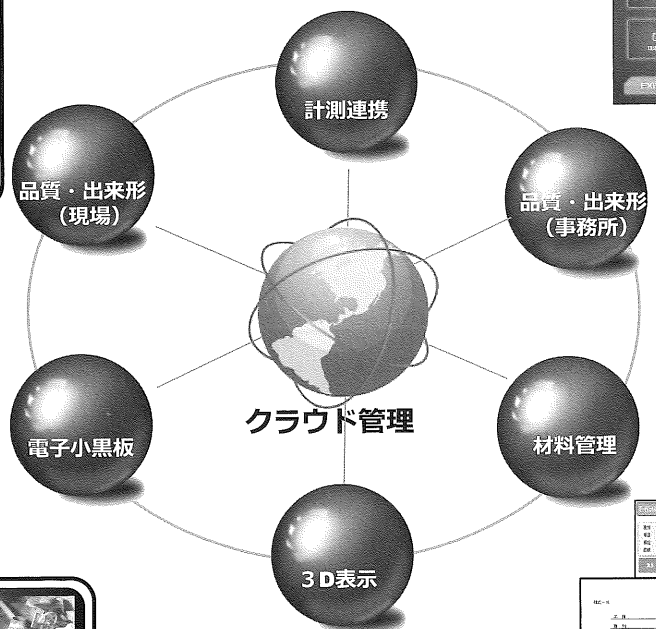 計測連携
品質・出来形
(現場)
品質・出来形
(事務所)
クラウド管理
電子小黒板
材料管理
3D表示